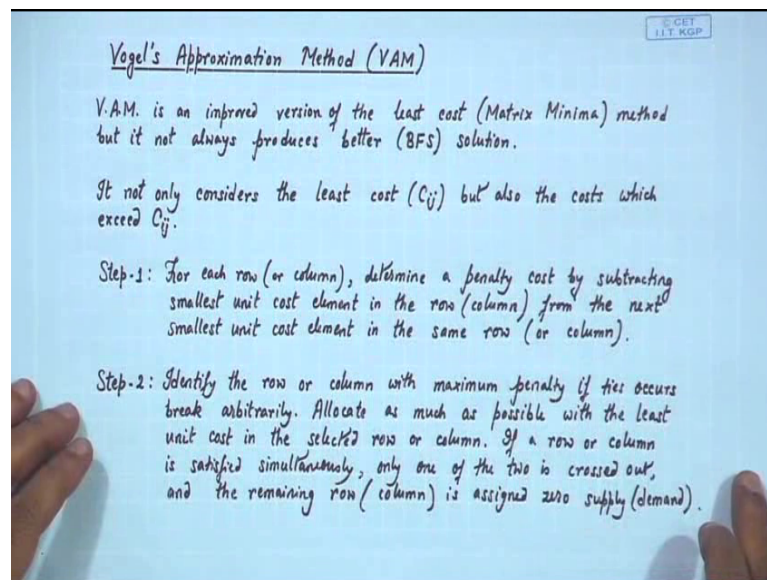 © CET
I.I.T. KGP
Vogel's Approximation Method (VAM)
V.A.M. is an improved version of the least cost (Matrix Minima) method
but it not always produces better (BFS) solution.
It not only considers the least cost (Cij) but also the costs which
exceed Cij.
Step-1: For each row (or column), determine a penalty cost by subtracting
smallest unit cost element in the row (column) from the next
smallest unit cost element in the same row (or column).
Step-2: Identify the row or column with maximum penalty if ties occurs
break arbitrarily. Allocate as much as possible with the least
unit cost in the selected row or column. If a row or column
is satisfied simultaneously, only one of the two is crossed out,
and the remaining row (column) is assigned zero supply (demand).